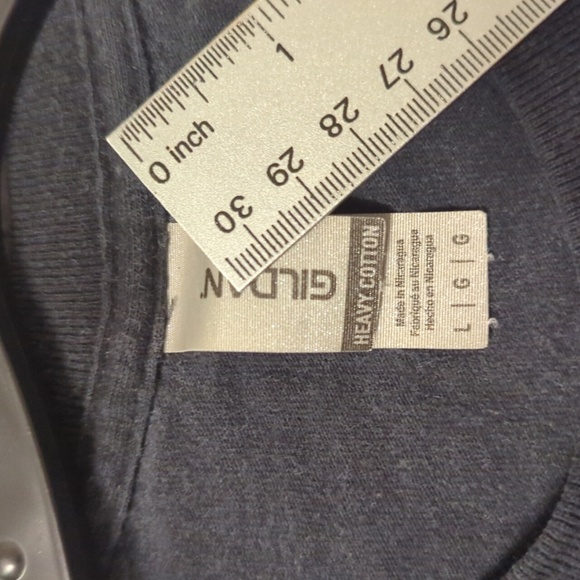 0 inch 1
30 29 28 27 26
GILDAN
HEAVY COTTON
Made in Nicaragua
Fabriqué au Nicaragua
Hecho en Nicaragua
L | G | G